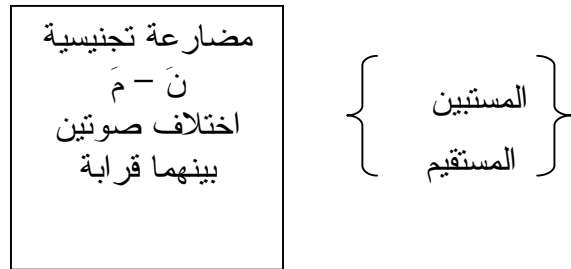 المستبين
المستقيم
مضارعة تجنيسية
نَ – مَ
اختلاف صوتين
بينهما قرابة